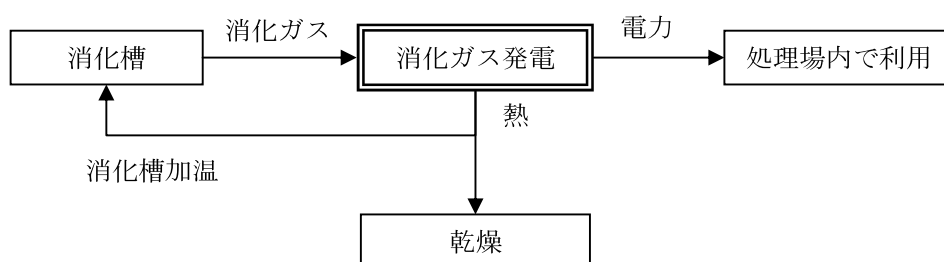 消化槽
消化ガス
消化ガス発電
電力
処理場内で利用
熱
消化槽加温
乾燥